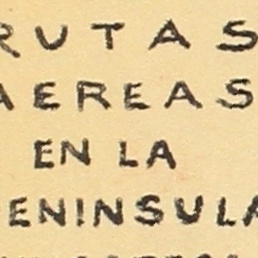 RUTAS
AEREAS
EN LA
ENINSULA